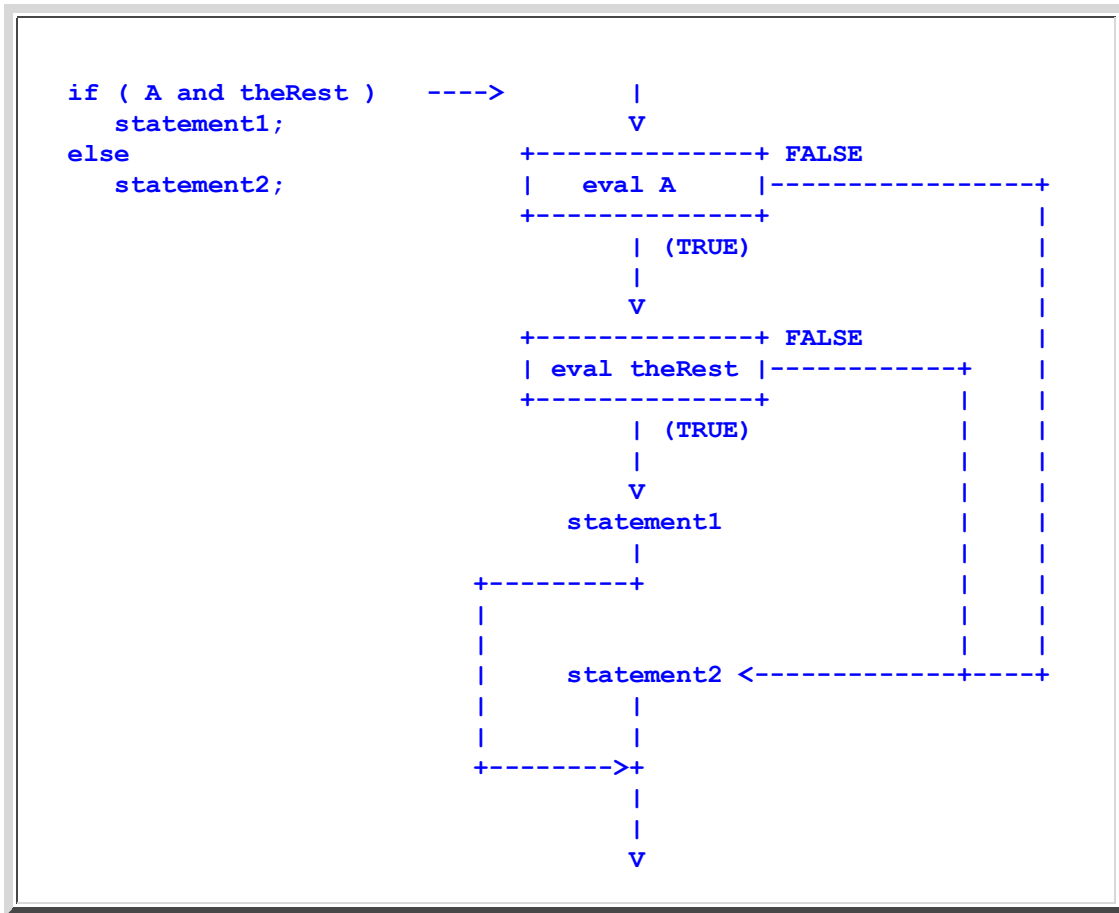 if ( A and theRest )   ---->        |
   statement1;                      V
else                         +--------------+ FALSE
   statement2;               |   eval A     |-----------------+
                             +--------------+                 |
                                    | (TRUE)                  |
                                    |                         |
                                    V                         |
                             +--------------+ FALSE           |
                             | eval theRest |------------+    |
                             +--------------+            |    |
                                    | (TRUE)             |    |
                                    |                    |    |
                                    V                    |    |
                                statement1               |    |
                                    |                    |    |
                          +---------+                    |    |
                          |                              |    |
                          |                              |    |
                          |     statement2 <-------------+----+
                          |         |
                          |         |
                          +-------->+
                                    |
                                    |
                                    V